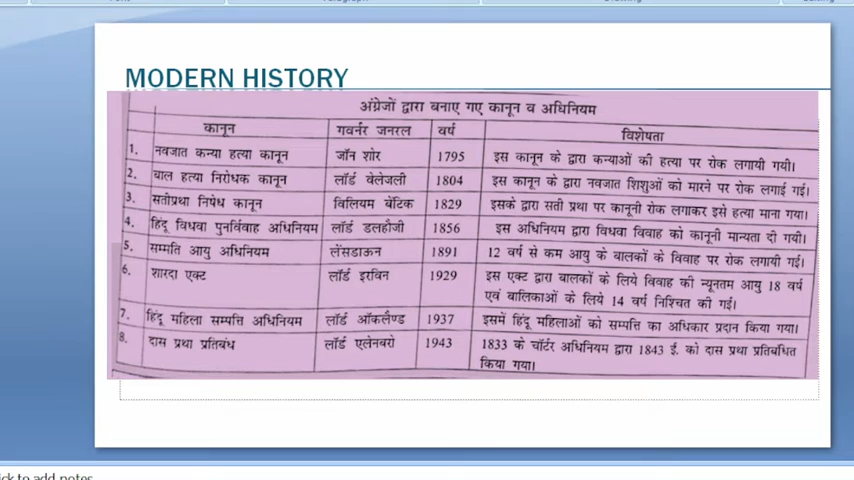 MODERN HISTORY
अंग्रेजों द्वारा बनाए गए कानून व अधिनियम
कानून गवर्नर जनरल वर्ष विशेषता
1. नवजात कन्या हत्या कानून जॉन शोर 1795 इस कानून के द्वारा कन्याओं की हत्या पर रोक लगायी गयी।
2. बाल हत्या निरोधक कानून लॉर्ड वेलेजली 1804 इस कानून के द्वारा नवजात शिशुओं को मारने पर रोक लगाई गई।
3. सतीप्रथा निषेध कानून विलियम बेंटिक 1829 इसके द्वारा सती प्रथा पर कानूनी रोक लगाकर इसे हत्या माना गया।
4. हिंदू विधवा पुनर्विवाह अधिनियम लॉर्ड डलहौजी 1856 इस अधिनियम द्वारा विधवा विवाह को कानूनी मान्यता दी गयी।
5. सम्मति आयु अधिनियम लेंसडाऊन 1891 12 वर्ष से कम आयु के बालकों के विवाह पर रोक लगायी गई।
6. शारदा एक्ट लॉर्ड इरविन 1929 इस एक्ट द्वारा बालकों के लिये विवाह की न्यूनतम आयु 18 वर्ष
एवं बालिकाओं के लिये 14 वर्ष निश्चित की गई।
7. हिंदू महिला सम्पत्ति अधिनियम लॉर्ड ऑकलैण्ड 1937 इसमें हिंदू महिलाओं को सम्पत्ति का अधिकार प्रदान किया गया।
8. दास प्रथा प्रतिबंध लॉर्ड एलेनबरो 1943 1833 के चॉर्टर अधिनियम द्वारा 1843 ई. को दास प्रथा प्रतिबंधित
किया गया।
to add notes